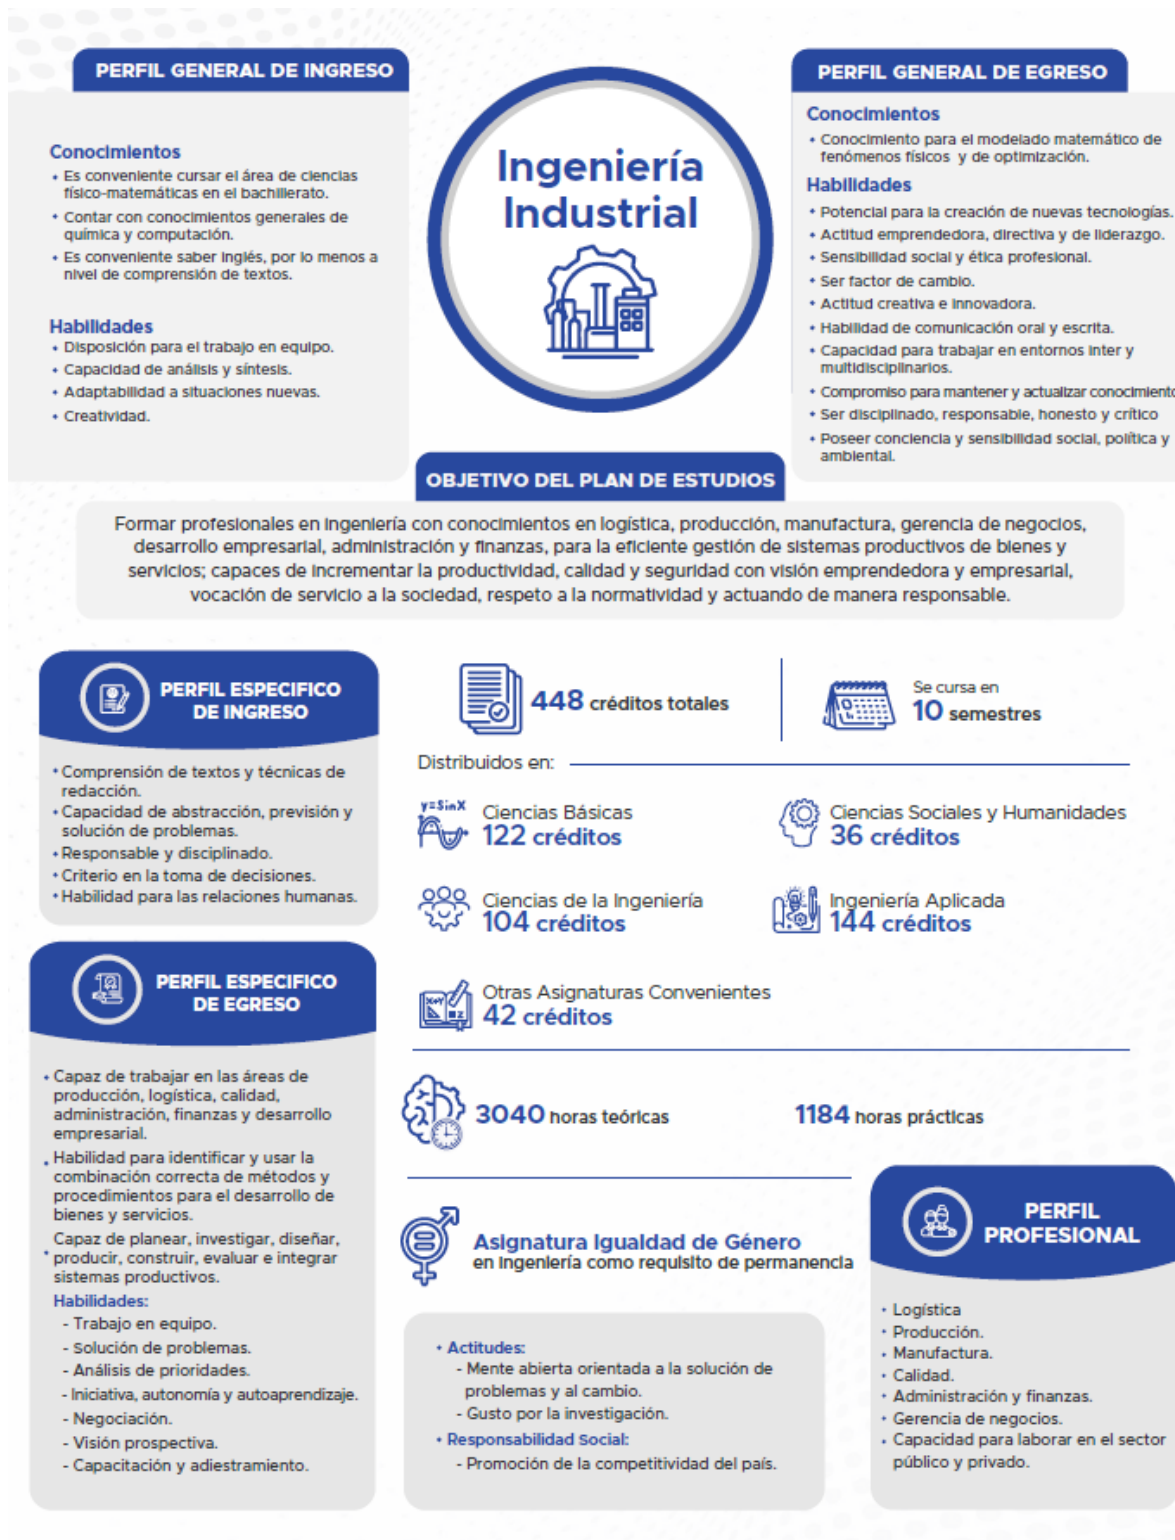 PERFIL GENERAL DE INGRESO
Conocimientos
• Es conveniente cursar el área de ciencias
físico-matemáticas en el bachillerato.
• Contar con conocimientos generales de
química y computación.
• Es conveniente saber inglés, por lo menos a
nivel de comprensión de textos.
Habilidades
• Disposición para el trabajo en equipo.
• Capacidad de análisis y síntesis.
• Adaptabilidad a situaciones nuevas.
• Creatividad.
Ingeniería
Industrial
PERFIL GENERAL DE EGRESO
Conocimientos
• Conocimiento para el modelado matemático de
fenómenos físicos y de optimización.
Habilidades
• Potencial para la creación de nuevas tecnologías.
• Actitud emprendedora, directiva y de liderazgo.
• Sensibilidad social y ética profesional.
• Ser factor de cambio.
• Actitud creativa e innovadora.
• Habilidad de comunicación oral y escrita.
• Capacidad para trabajar en entornos inter y
multidisciplinarios.
• Compromiso para mantener y actualizar conocimiento
• Ser disciplinado, responsable, honesto y crítico
• Poseer conciencia y sensibilidad social, política y
ambiental.
OBJETIVO DEL PLAN DE ESTUDIOS
Formar profesionales en ingeniería con conocimientos en logística, producción, manufactura, gerencia de negocios,
desarrollo empresarial, administración y finanzas, para la eficiente gestión de sistemas productivos de bienes y
servicios; capaces de incrementar la productividad, calidad y seguridad con visión emprendedora y empresarial,
vocación de servicio a la sociedad, respeto a la normatividad y actuando de manera responsable.
PERFIL ESPECIFICO
DE INGRESO
• Comprensión de textos y técnicas de
redacción.
• Capacidad de abstracción, previsión y
solución de problemas.
• Responsable y disciplinado.
• Criterio en la toma de decisiones.
• Habilidad para las relaciones humanas.
448 créditos totales
Se cursa en
10 semestres
Distribuidos en:
y=SinX
Ciencias Básicas
122 créditos
Ciencias Sociales y Humanidades
36 créditos
Ciencias de la Ingeniería
104 créditos
Ingeniería Aplicada
144 créditos
X+Y
Otras Asignaturas Convenientes
42 créditos
3040 horas teóricas
1184 horas prácticas
Asignatura Igualdad de Género
en ingeniería como requisito de permanencia
PERFIL ESPECIFICO
DE EGRESO
• Capaz de trabajar en las áreas de
producción, logística, calidad,
administración, finanzas y desarrollo
empresarial.
• Habilidad para identificar y usar la
combinación correcta de métodos y
procedimientos para el desarrollo de
bienes y servicios.
Capaz de planear, investigar, diseñar,
• producir, construir, evaluar e integrar
sistemas productivos.
Habilidades:
- Trabajo en equipo.
- Solución de problemas.
- Análisis de prioridades.
- Iniciativa, autonomía y autoaprendizaje.
- Negociación.
- Visión prospectiva.
- Capacitación y adiestramiento.
• Actitudes:
- Mente abierta orientada a la solución de
problemas y al cambio.
- Gusto por la investigación.
• Responsabilidad Social:
- Promoción de la competitividad del país.
PERFIL
PROFESIONAL
• Logística
• Producción.
• Manufactura.
• Calidad.
• Administración y finanzas.
• Gerencia de negocios.
• Capacidad para laborar en el sector
público y privado.